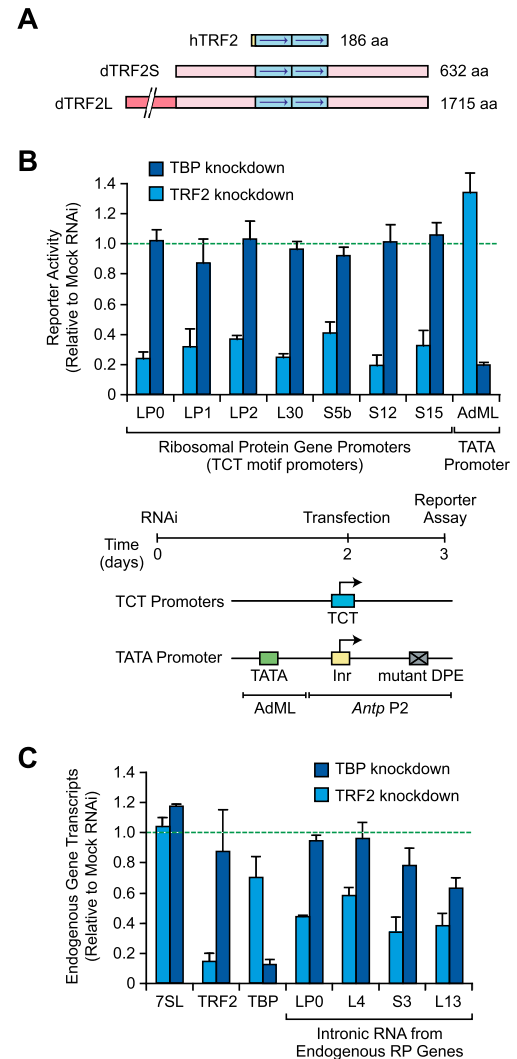 A
hTRF2
186 aa
dTRF2S
632 aa
dTRF2L
1715 aa
B
TBP knockdown
TRF2 knockdown
Reporter Activity
(Relative to Mock RNAi)
1.4
1.2
1.0
0.8
0.6
0.4
0.2
0
LP0 LP1 LP2 L30 S5b S12 S15 AdML
Ribosomal Protein Gene Promoters
(TCT motif promoters)
TATA
Promoter
RNAi
Transfection
Reporter
Assay
Time
(days)
0 2 3
TCT Promoters
TCT
TATA Promoter
TATA Inr mutant DPE
AdML Antp P2
C
TBP knockdown
TRF2 knockdown
Endogenous Gene Transcripts
(Relative to Mock RNAi)
1.4
1.2
1.0
0.8
0.6
0.4
0.2
0
7SL TRF2 TBP LP0 L4 S3 L13
Intronic RNA from
Endogenous RP Genes